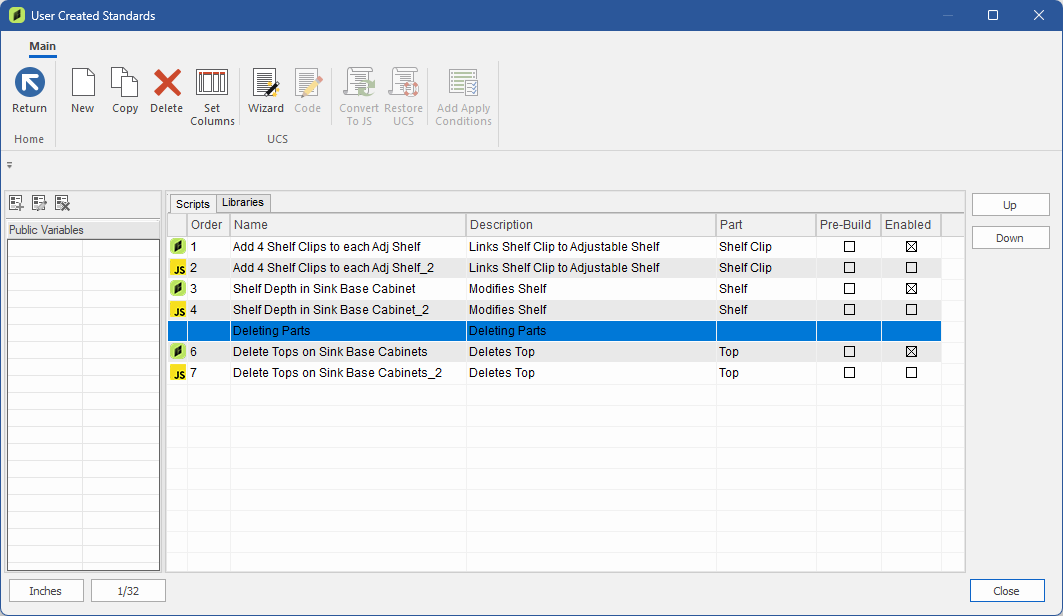 User Created Standards
Main
Return
New
Copy
Delete
Set
Columns
Wizard
Code
Convert
To JS
Restore
UCS
Add Apply
Conditions
Home
UCS
Scripts
Libraries
Public Variables
Order Name Description Part Pre-Build Enabled
1 Add 4 Shelf Clips to each Adj Shelf Links Shelf Clip to Adjustable Shelf Shelf Clip
JS 2 Add 4 Shelf Clips to each Adj Shelf_2 Links Shelf Clip to Adjustable Shelf Shelf Clip
3 Shelf Depth in Sink Base Cabinet Modifies Shelf Shelf
JS 4 Shelf Depth in Sink Base Cabinet_2 Modifies Shelf Shelf
Deleting Parts Deleting Parts
6 Delete Tops on Sink Base Cabinets Deletes Top Top
JS 7 Delete Tops on Sink Base Cabinets_2 Deletes Top Top
Up
Down
Inches
1/32
Close